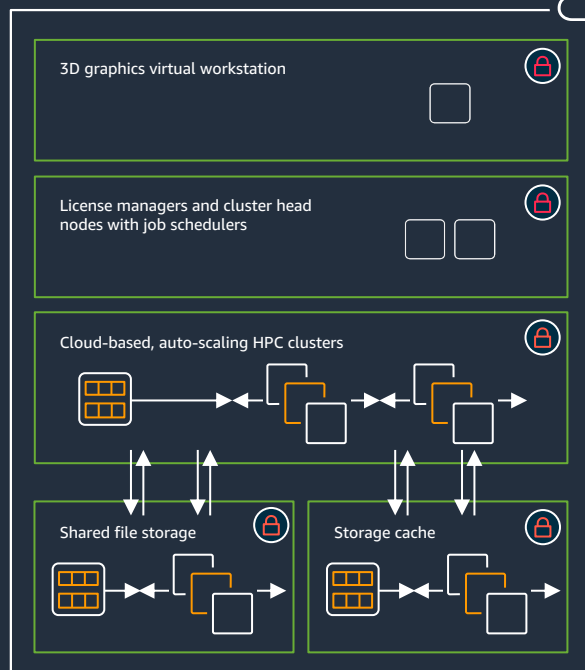 3D graphics virtual workstation
License managers and cluster head
nodes with job schedulers
Cloud-based, auto-scaling HPC clusters
Shared file storage
Storage cache